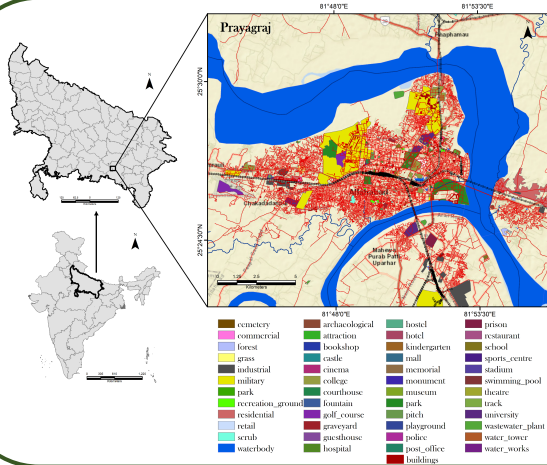 81°48'0"E
81°53'30"E
Prayagraj
N
Phaphamau
25°30'0"N
N
Allahabad
Chakadaudpur
25°24'30"N
N
Mahewa
Purab Patti
Uparhar
0 1.25 2.5 5
Kilometers
81°48'0"E
81°53'30"E
Kilometers
cemetery
commercial
forest
grass
industrial
military
park
recreation_ground
residential
retail
scrub
waterbody
archaeological
attraction
bookshop
castle
cinema
college
courthouse
fountain
golf_course
graveyard
guesthouse
hospital
hostel
hotel
kindergarten
mall
memorial
monument
museum
park
pitch
playground
police
post_office
buildings
prison
restaurant
school
sports_centre
stadium
swimming_pool
theatre
track
university
wastewater_plant
water_tower
water_works